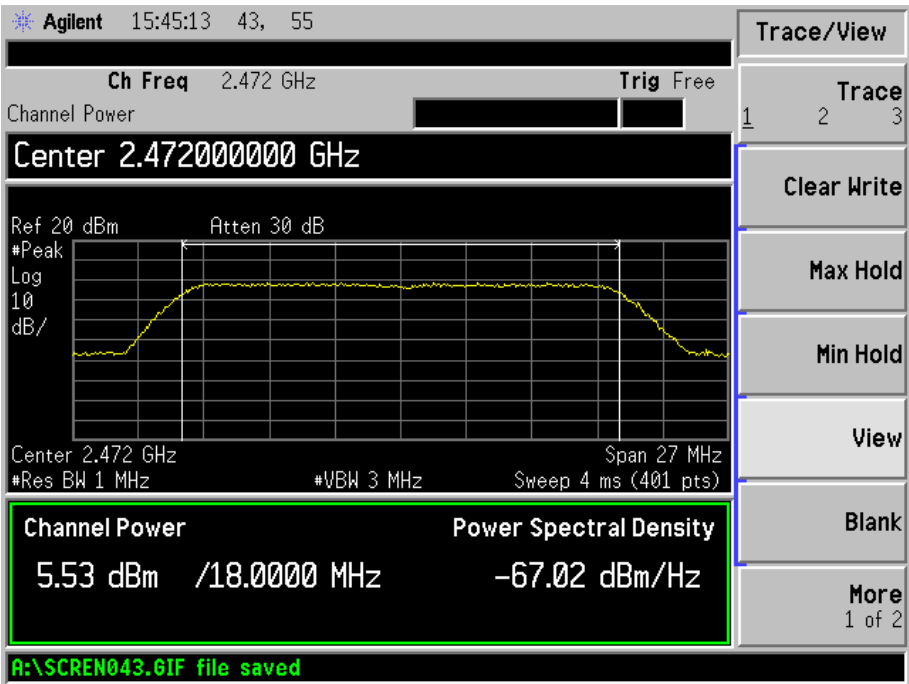 Agilent 15:45:13 43, 55
Trace/View
Ch Freq 2.472 GHz Trig Free
Channel Power
Trace
1 2 3
Center 2.472000000 GHz
Clear Write
Ref 20 dBm Atten 30 dB
#Peak
Log
10
dB/
Max Hold
Min Hold
View
Center 2.472 GHz Span 27 MHz
#Res BW 1 MHz #VBW 3 MHz Sweep 4 ms (401 pts)
Channel Power Power Spectral Density
Blank
5.53 dBm /18.0000 MHz -67.02 dBm/Hz
More
1 of 2
A:\SCREN043.GIF file saved